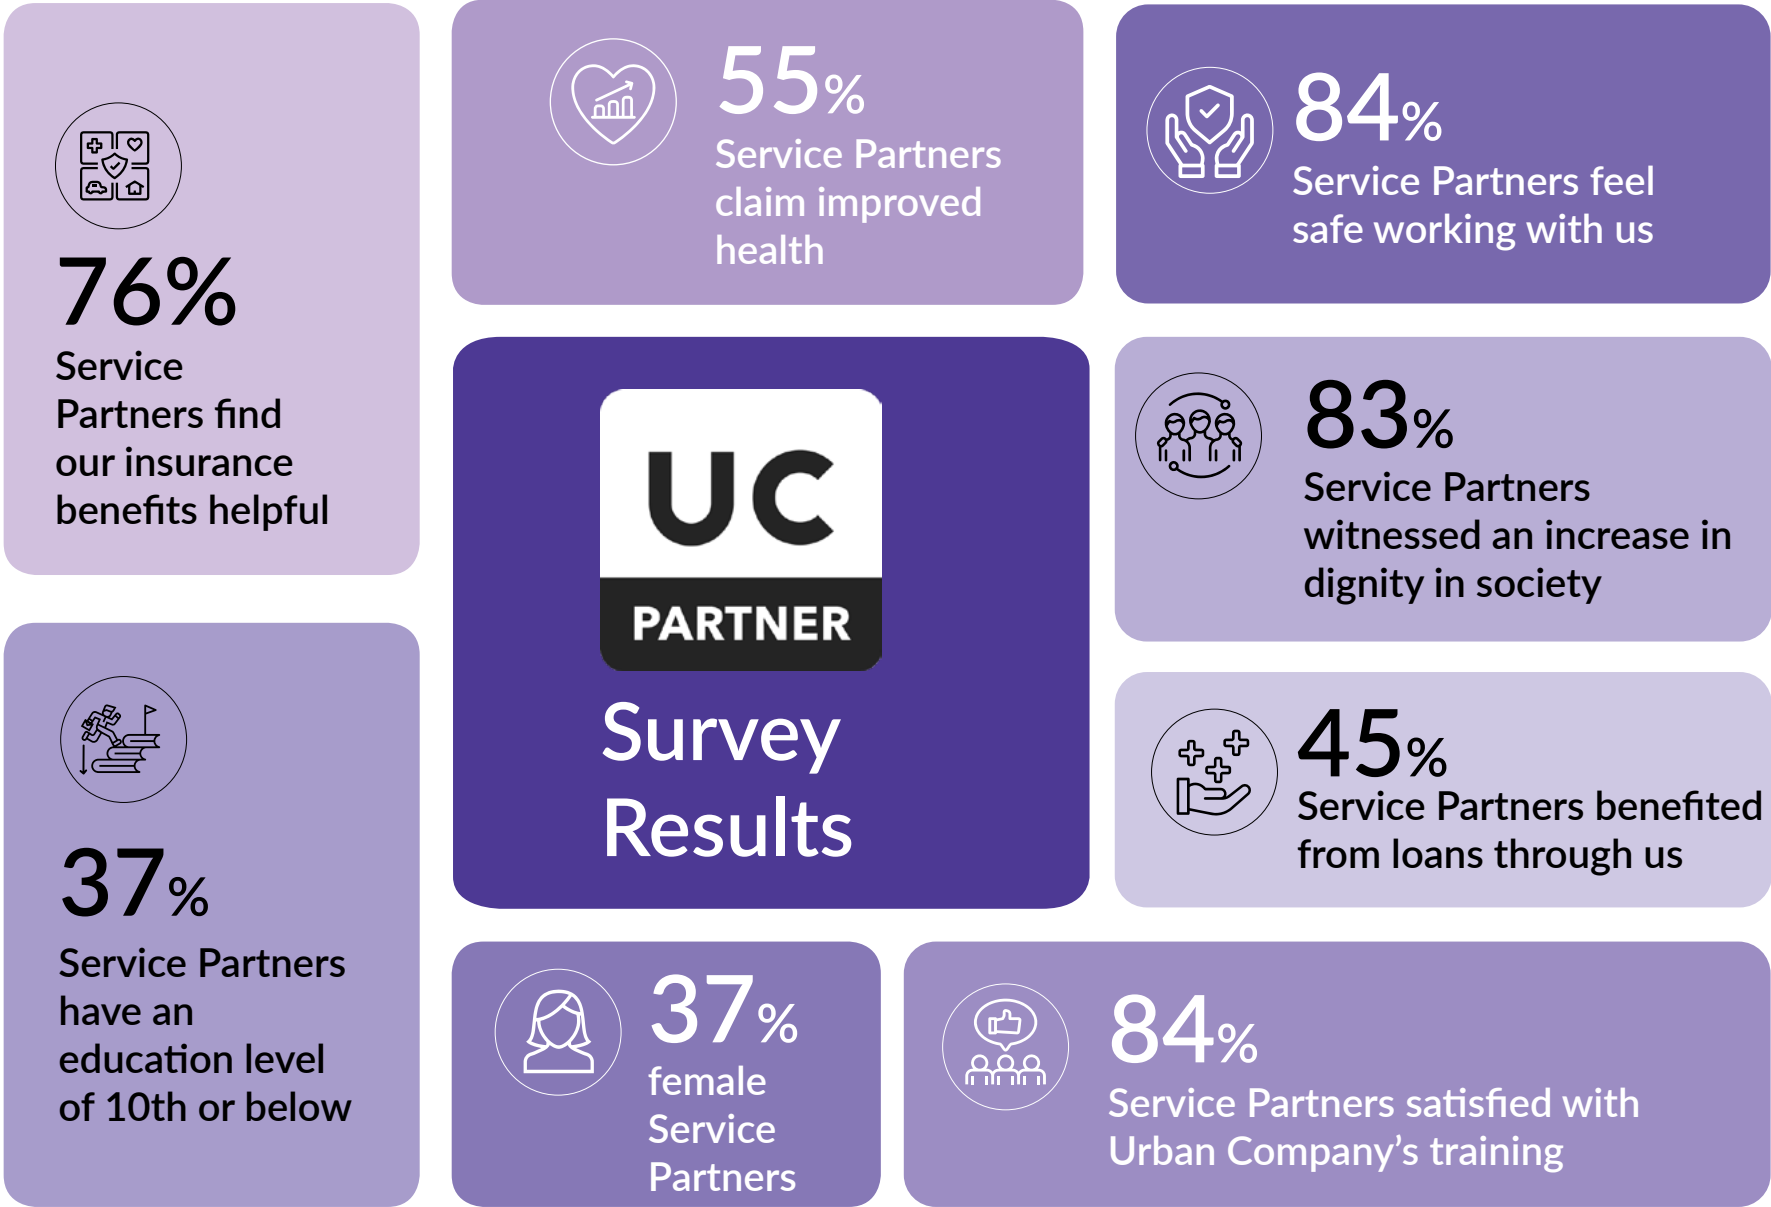 76%
Service
Partners find
our insurance
benefits helpful
55%
Service Partners
claim improved
health
84%
Service Partners feel
safe working with us
UC
PARTNER
Survey
Results
83%
Service Partners
witnessed an increase in
dignity in society
45%
Service Partners benefited
from loans through us
37%
Service Partners
have an
education level
of 10th or below
37%
female
Service
Partners
84%
Service Partners satisfied with
Urban Company’s training